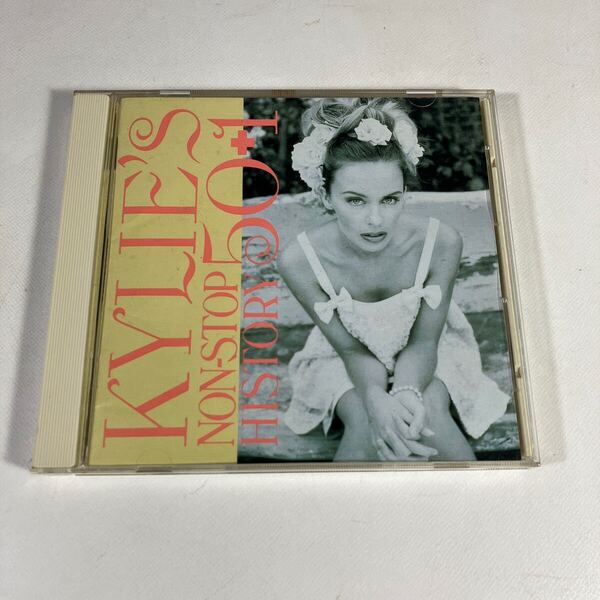 KYLIE'S
NON-STOP
HISTORY
50+1